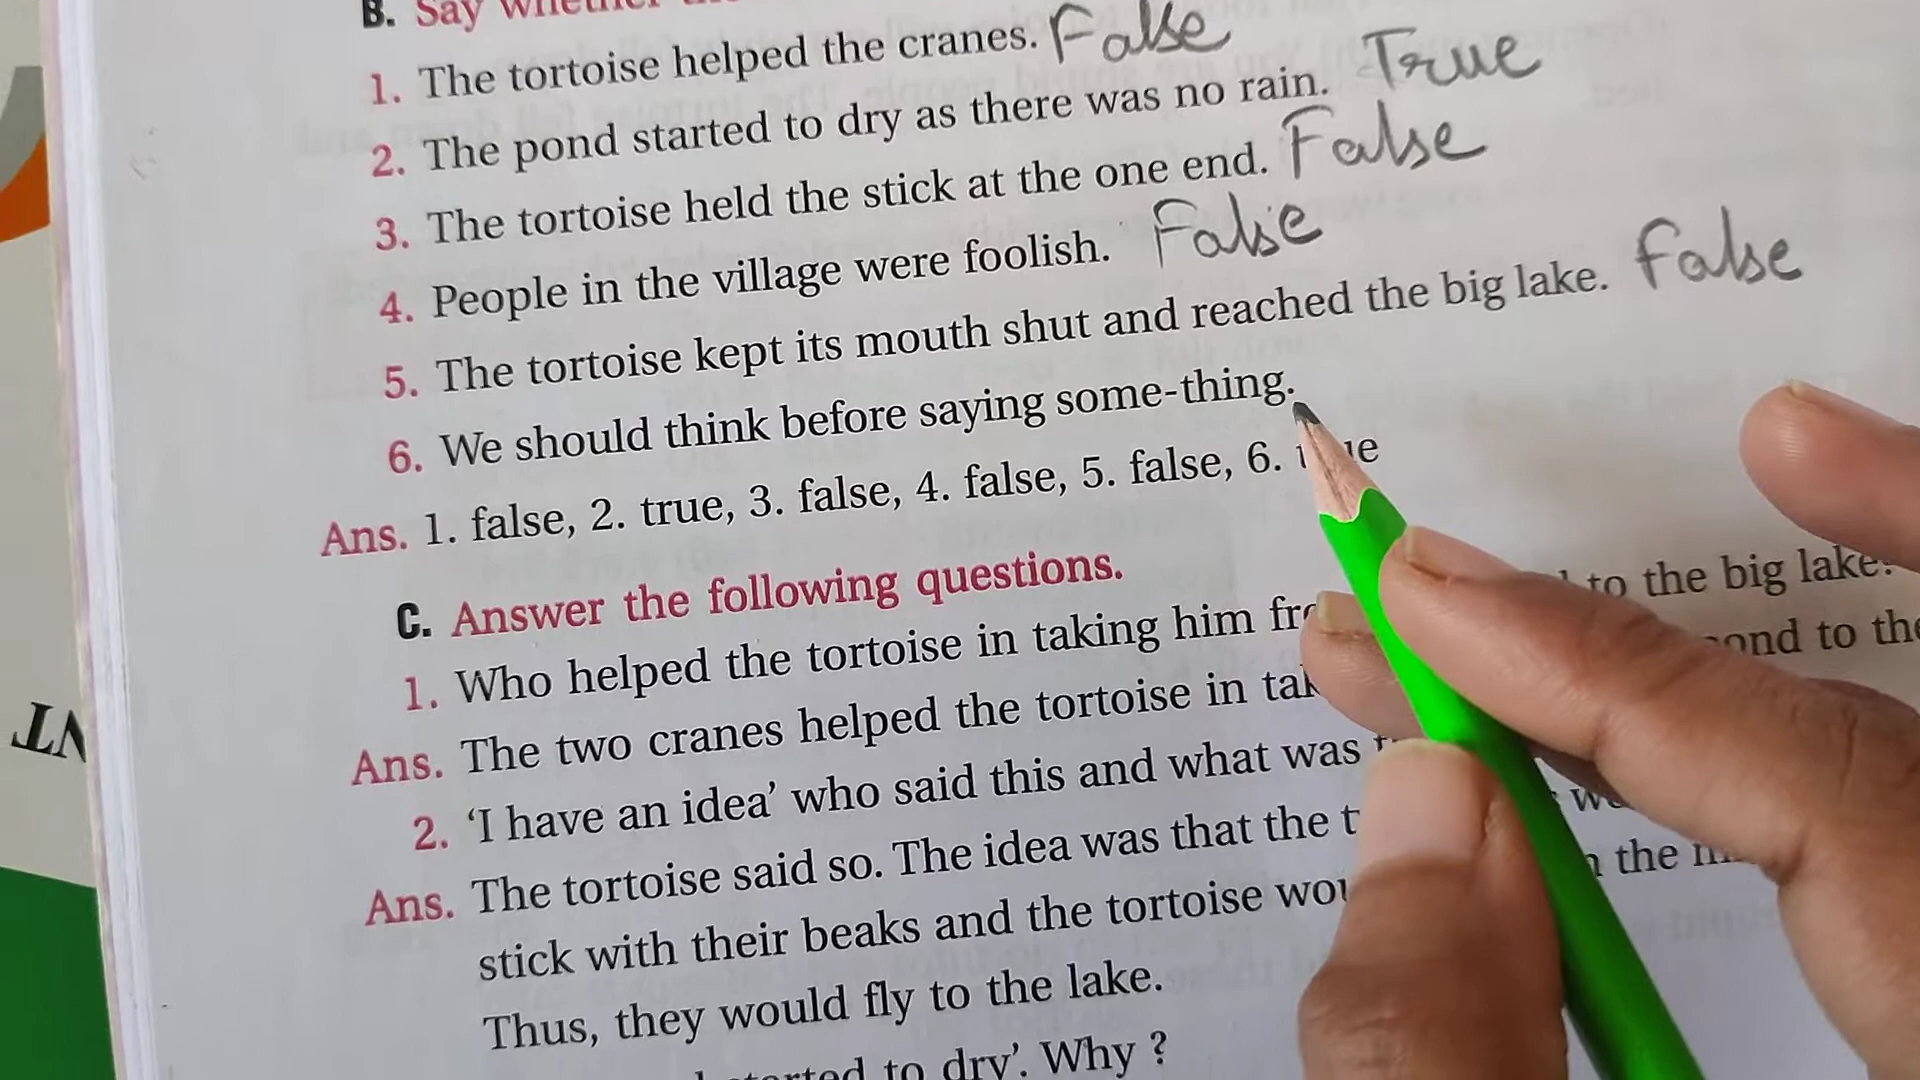 B. Say whether
1. The tortoise helped the cranes. False
2. The pond started to dry as there was no rain. True
3. The tortoise held the stick at the one end. False
4. People in the village were foolish. False
5. The tortoise kept its mouth shut and reached the big lake. False
6. We should think before saying some-thing.
Ans. 1. false, 2. true, 3. false, 4. false, 5. false, 6. true
C. Answer the following questions.
1. Who helped the tortoise in taking him to the big lake?
Ans. The two cranes helped the tortoise in to the
2. ‘I have an idea’ who said this and what was
Ans. The tortoise said so. The idea was that the the
stick with their beaks and the tortoise
Thus, they would fly to the lake.
to dry’. Why ?